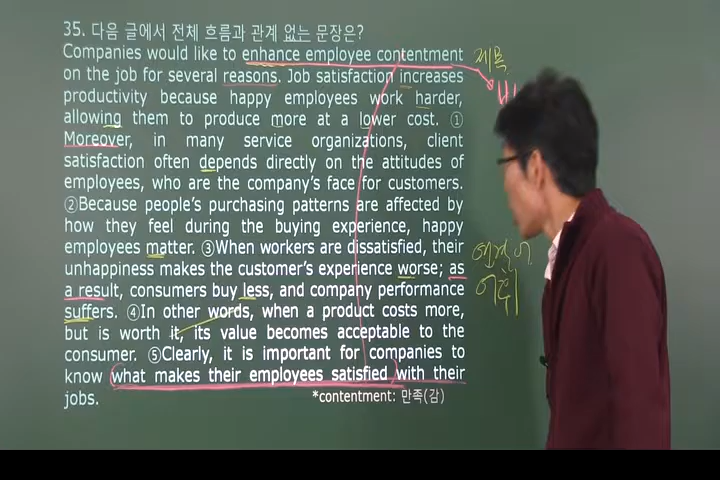 35. 다음 글에서 전체 흐름과 관계 없는 문장은?
Companies would like to enhance employee contentment 제목
on the job for several reasons. Job satisfaction increases
productivity because happy employees work harder,
allowing them to produce more at a lower cost. ①
Moreover, in many service organizations, client
satisfaction often depends directly on the attitudes of
employees, who are the company's face for customers.
②Because people's purchasing patterns are affected by
how they feel during the buying experience, happy
employees matter. ③When workers are dissatisfied, their
unhappiness makes the customer's experience worse; as
a result, consumers buy less, and company performance 어휘
suffers. ④In other words, when a product costs more,
but is worth it, its value becomes acceptable to the
consumer. ⑤Clearly, it is important for companies to
know what makes their employees satisfied with their
jobs.
*contentment: 만족(감)